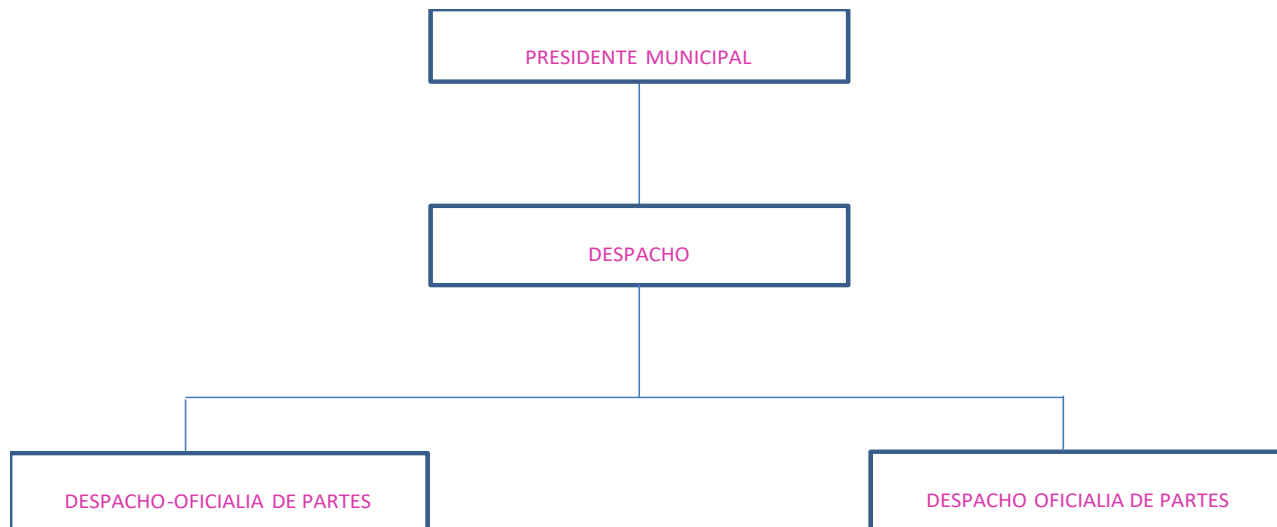 PRESIDENTE MUNICIPAL
DESPACHO
DESPACHO-OFICIALIA DE PARTES
DESPACHO OFICIALIA DE PARTES